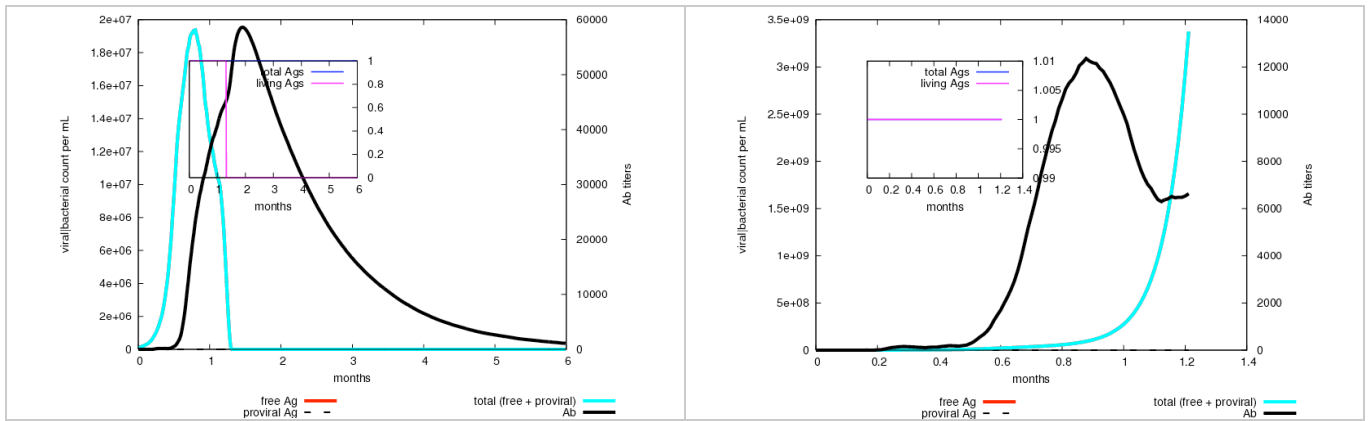 2e+07
1.8e+07
1.6e+07
1.4e+07
1.2e+07
1e+07
8e+06
6e+06
4e+06
2e+06
0
viral|bacterial count per mL
60000
50000
40000
30000
20000
10000
0
Ab titers
total Ags
living Ags
1
0.8
0.6
0.4
0.2
0
0 1 2 3 4 5 6
months
0 1 2 3 4 5 6
months
free Ag
proviral Ag
total (free + proviral)
Ab
3.5e+09
3e+09
2.5e+09
2e+09
1.5e+09
1e+09
5e+08
0
viral|bacterial count per mL
14000
12000
10000
8000
6000
4000
2000
0
Ab titers
total Ags
living Ags
1.01
1.005
1
0.995
0.99
0 0.2 0.4 0.6 0.8 1 1.2 1.4
months
0 0.2 0.4 0.6 0.8 1 1.2 1.4
months
free Ag
proviral Ag
total (free + proviral)
Ab